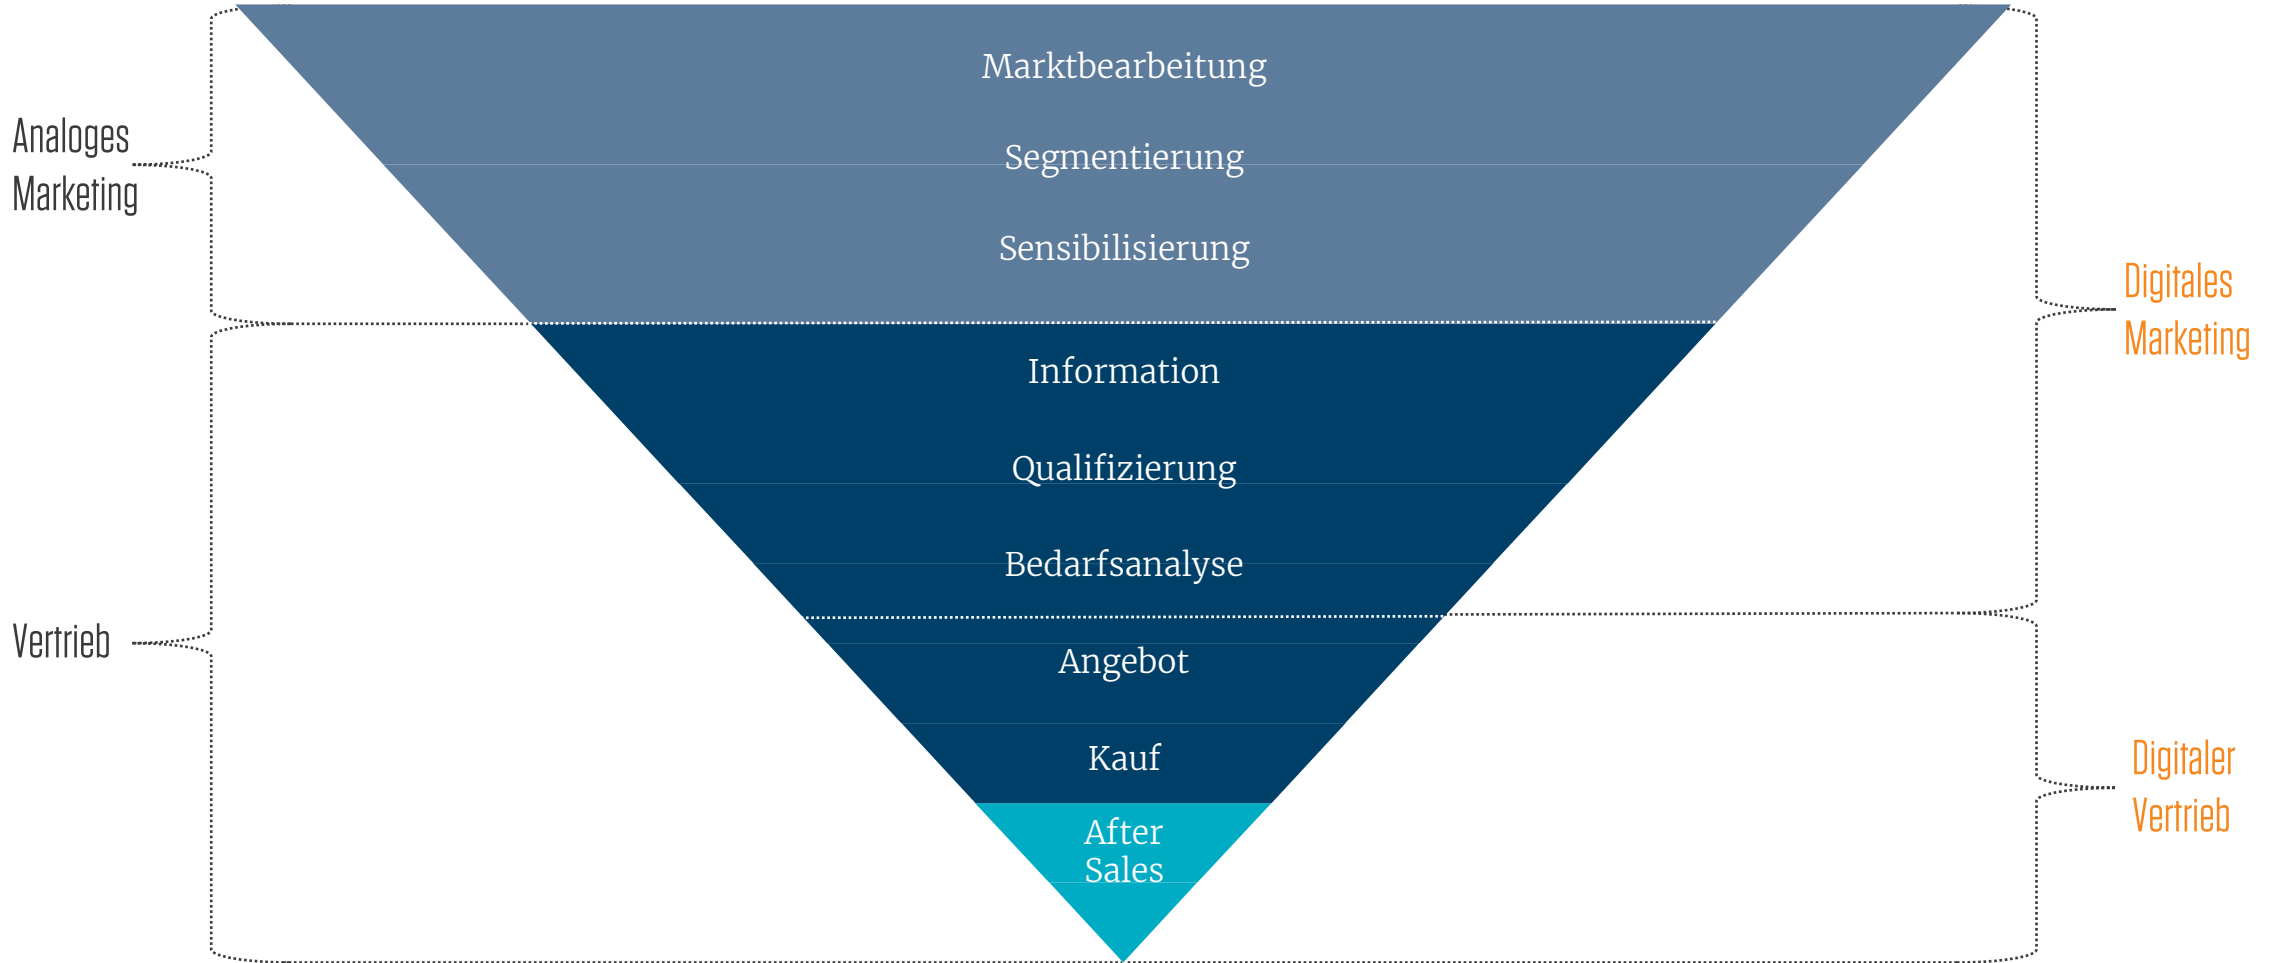 Analoges
Marketing
Vertrieb
Marktbearbeitung
Segmentierung
Sensibilisierung
Information
Qualifizierung
Bedarfsanalyse
Angebot
Kauf
After
Sales
Digitales
Marketing
Digitaler
Vertrieb